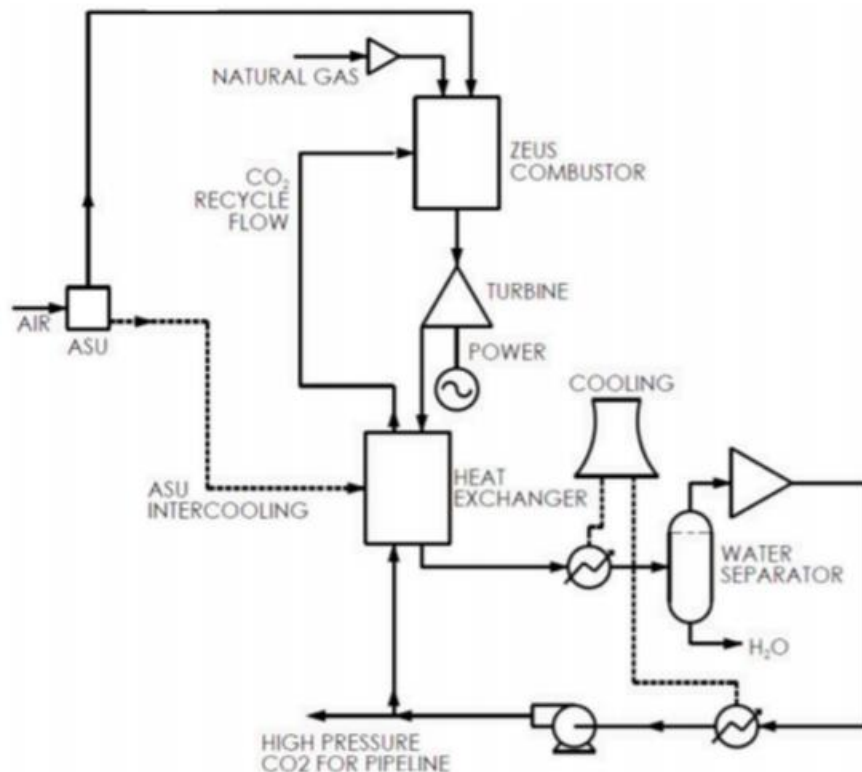 NATURAL GAS
ZEUS
COMBUSTOR
CO₂
RECYCLE
FLOW
TURBINE
AIR
ASU
POWER
COOLING
ASU
INTERCOOLING
HEAT
EXCHANGER
WATER
SEPARATOR
H₂O
HIGH PRESSURE
CO2 FOR PIPELINE